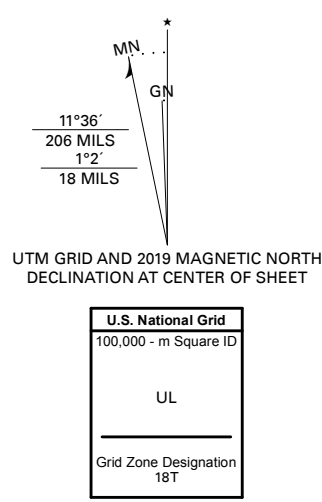 ★
MN
GN
11°36´
206 MILS
1°2´
18 MILS
UTM GRID AND 2019 MAGNETIC NORTH
DECLINATION AT CENTER OF SHEET
U.S. National Grid
100,000 - m Square ID
UL
Grid Zone Designation
18T